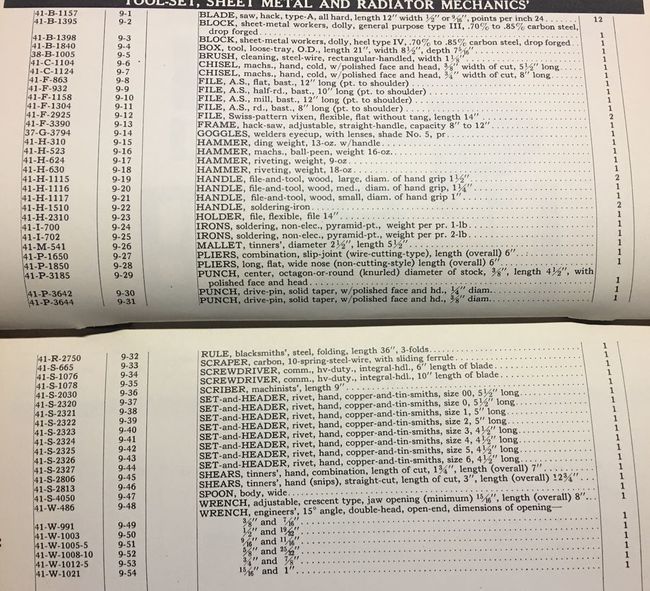 TOOL-SET, SHEET METAL AND RADIATOR MECHANICS'
41-B-1157 9-1 BLADE, saw, hack, type-A, all hard, length 12" width ½" or 9/16", points per inch 24 12
41-B-1395 9-2 BLOCK, sheet-metal workers, dolly, general purpose type III, .70% to .85% carbon steel,
drop forged 1
41-B-1398 9-3 BLOCK, sheet-metal workers, dolly, heel type IV, .70% to .85% carbon steel, drop forged 1
41-B-1840 9-4 BOX, tool, loose-tray, O.D., length 21", width 8½", depth 7⅞" 1
38-B-1005 9-5 BRUSH, cleaning, steel-wire, rectangular-handled, width 1⅛" 1
41-C-1104 9-6 CHISEL, machs., hand, cold, w/polished face and head, ⅜" width of cut, 5½" long 1
41-C-1124 9-7 CHISEL, machs., hand, cold, w/polished face and head, ¾" width of cut, 8" long 1
41-F-863 9-8 FILE, A.S., flat, bast., 12" long (pt. to shoulder) 1
41-F-932 9-9 FILE, A.S., half-rd., bast., 10" long (pt. to shoulder) 1
41-F-1158 9-10 FILE, A.S., mill, bast., 12" long (pt. to shoulder) 1
41-F-1304 9-11 FILE, A.S., rd., bast., 8" long (pt. to shoulder) 1
41-F-2925 9-12 FILE, Swiss-pattern vixen, flexible, flat without tang, length 14" 2
41-F-3390 9-13 FRAME, hack-saw, adjustable, straight-handle, capacity 8" to 12" 1
37-G-3794 9-14 GOGGLES, welders eyecup, with lenses, shade No. 5, pr 1
41-H-310 9-15 HAMMER, ding weight, 13-oz. w/handle 1
41-H-523 9-16 HAMMER, machs., ball-peen, weight 16-oz. 1
41-H-624 9-17 HAMMER, riveting, weight, 9-oz 1
41-H-630 9-18 HAMMER, riveting, weight, 18-oz 1
41-H-1115 9-19 HANDLE, file-and-tool, wood, large, diam. of hand grip 1½" 2
41-H-1116 9-20 HANDLE, file-and-tool, wood, med., diam. of hand grip, 1¼" 1
41-H-1117 9-21 HANDLE, file-and-tool, wood, small, diam. of hand grip 1" 1
41-H-1510 9-22 HANDLE, soldering-iron 2
41-H-2310 9-23 HOLDER, file, flexible, file 14" 1
41-I-700 9-24 IRONS, soldering, non-elec., pyramid-pt., weight per pr. 1-lb 1
41-I-702 9-25 IRONS, soldering, non-elec., pyramid-pt., weight per pr. 2-lb 1
41-M-541 9-26 MALLET, tinners', diameter 2½", length 5½" 1
41-P-1650 9-27 PLIERS, combination, slip-joint (wire-cutting-type), length (overall) 6" 1
41-P-1850 9-28 PLIERS, long, flat, wide nose (non-cutting-style) length (overall) 6" 1
41-P-3185 9-29 PUNCH, center, octagon-or-round (knurled) diameter of stock, ⅜", length 4½", with
polished face and head 1
41-P-3642 9-30 PUNCH, drive-pin, solid taper, w/polished face and hd., ¼" diam. 1
41-P-3644 9-31 PUNCH, drive-pin, solid taper, w/polished face and hd., ⅜" diam. 1
41-R-2750 9-32 RULE, blacksmiths', steel, folding, length 36", 3-folds 1
41-S-665 9-33 SCRAPER, carbon, 10-spring-steel-wire, with sliding ferrule 1
41-S-1076 9-34 SCREWDRIVER, comm., hv-duty., integral-hdl., 6" length of blade 1
41-S-1078 9-35 SCREWDRIVER, comm., hv-duty., integral-hdl., 10" length of blade 1
41-S-2030 9-36 SCRIBER, machinists', length 9" 1
41-S-2320 9-37 SET-and-HEADER, rivet, hand, copper-and-tin-smiths, size 00, 5½" long 1
41-S-2321 9-38 SET-and-HEADER, rivet, hand, copper-and-tin-smiths, size 0, 5½" long 1
41-S-2322 9-39 SET-and-HEADER, rivet, hand, copper-and-tin-smiths, size 1, 5" long 1
41-S-2323 9-40 SET-and-HEADER, rivet, hand, copper-and-tin-smiths, size 2, 5" long 1
41-S-2324 9-41 SET-and-HEADER, rivet, hand, copper-and-tin-smiths, size 3, 4½" long 1
41-S-2325 9-42 SET-and-HEADER, rivet, hand, copper-and-tin-smiths, size 4, 4½" long 1
41-S-2326 9-43 SET-and-HEADER, rivet, hand, copper-and-tin-smiths, size 5, 4½" long 1
41-S-2327 9-44 SET-and-HEADER, rivet, hand, copper-and-tin-smiths, size 6, 4½" long 1
41-S-2806 9-45 SHEARS, tinners', hand, combination, length of cut, 1¾", length (overall) 7" 1
41-S-2813 9-46 SHEARS, tinners', hand (snips), straight-cut, length of cut, 3", length (overall) 12¾" 1
41-S-4050 9-47 SPOON, body, wide 1
41-W-486 9-48 WRENCH, adjustable, crescent type, jaw opening (minimum) 15/16", length (overall) 8" 1
WRENCH, engineers', 15° angle, double-head, open-end, dimensions of opening—
41-W-991 9-49 ⅜" and 7/16" 1
41-W-1003 9-50 ½" and 19/32" 1
41-W-1005-5 9-51 9/16" and 11/16" 1
41-W-1008-10 9-52 ⅝" and 25/32" 1
41-W-1012-5 9-53 ¾" and ⅞" 1
41-W-1021 9-54 15/16" and 1" 1